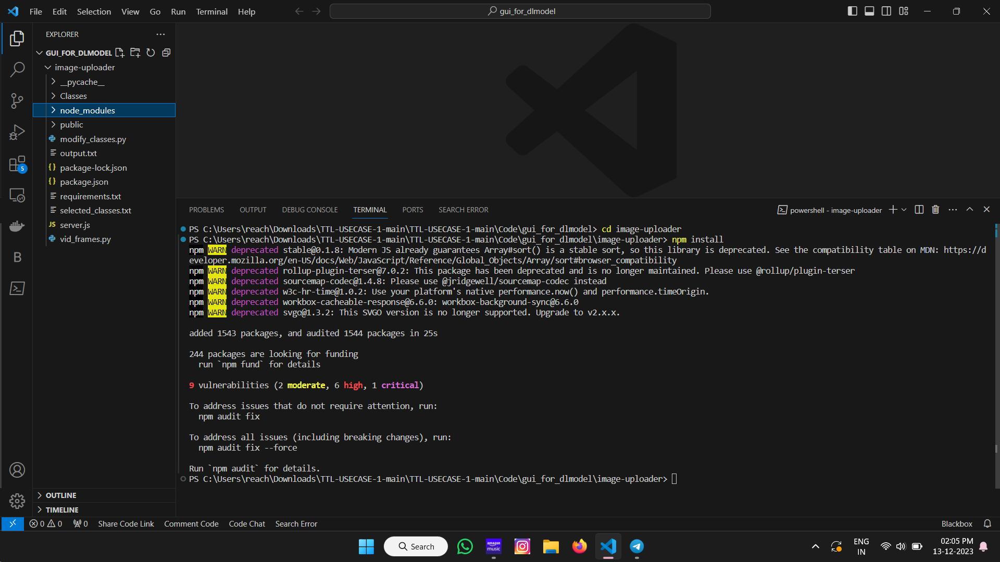 File Edit Selection View Go Run Terminal Help
gui_for_dlmodel
EXPLORER
GUI_FOR_DLMODEL
image-uploader
__pycache__
Classes
node_modules
public
modify_classes.py
output.txt
package-lock.json
package.json
requirements.txt
selected_classes.txt
JS server.js
vid_frames.py
5
B
OUTLINE
TIMELINE
PROBLEMS OUTPUT DEBUG CONSOLE TERMINAL PORTS SEARCH ERROR
powershell - image-uploader
PS C:\Users\reach\Downloads\TTL-USECASE-1-main\TTL-USECASE-1-main\Code\gui_for_dlmodel> cd image-uploader
PS C:\Users\reach\Downloads\TTL-USECASE-1-main\TTL-USECASE-1-main\Code\gui_for_dlmodel\image-uploader> npm install
npm WARN deprecated stable@0.1.8: Modern JS already guarantees Array#sort() is a stable sort, so this library is deprecated. See the compatibility table on MDN: https://d
eveloper.mozilla.org/en-US/docs/Web/JavaScript/Reference/Global_Objects/Array/sort#browser_compatibility
npm WARN deprecated rollup-plugin-terser@7.0.2: This package has been deprecated and is no longer maintained. Please use @rollup/plugin-terser
npm WARN deprecated sourcemap-codec@1.4.8: Please use @jridgewell/sourcemap-codec instead
npm WARN deprecated w3c-hr-time@1.0.2: Use your platform's native performance.now() and performance.timeOrigin.
npm WARN deprecated workbox-cacheable-response@6.6.0: workbox-background-sync@6.6.0
npm WARN deprecated svgo@1.3.2: This SVGO version is no longer supported. Upgrade to v2.x.x.
added 1543 packages, and audited 1544 packages in 25s
244 packages are looking for funding
run `npm fund` for details
9 vulnerabilities (2 moderate, 6 high, 1 critical)
To address issues that do not require attention, run:
npm audit fix
To address all issues (including breaking changes), run:
npm audit fix --force
Run `npm audit` for details.
PS C:\Users\reach\Downloads\TTL-USECASE-1-main\TTL-USECASE-1-main\Code\gui_for_dlmodel\image-uploader>
0 0 0 Share Code Link Comment Code Code Chat Search Error Blackbox
Search
amazon music
ENG
IN
02:05 PM
13-12-2023